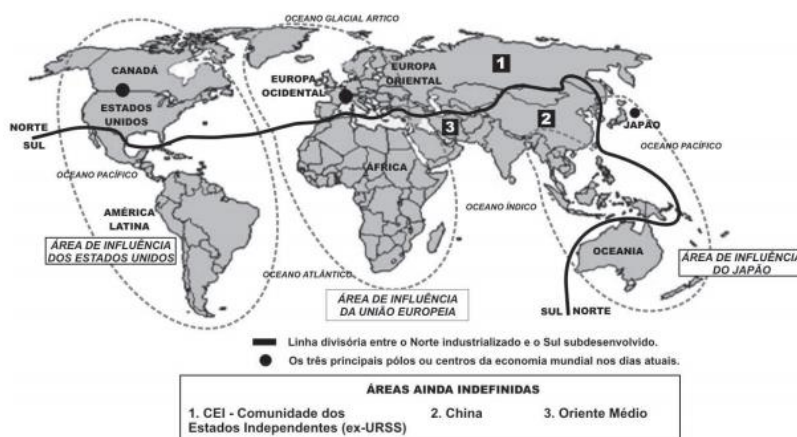 OCEANO GLACIAL ÁRTICO
1
CANADÁ
EUROPA
ORIENTAL
EUROPA
OCIDENTAL
ESTADOS
UNIDOS
2
NORTE
SUL
3
JAPÃO
OCEANO PACÍFICO
OCEANO PACÍFICO
ÁFRICA
OCEANO ÍNDICO
AMÉRICA
LATINA
ÁREA DE INFLUÊNCIA
DOS ESTADOS UNIDOS
OCEANIA
ÁREA DE INFLUÊNCIA
DO JAPÃO
OCEANO ATLÂNTICO
ÁREA DE INFLUÊNCIA
DA UNIÃO EUROPEIA
SUL NORTE
Linha divisória entre o Norte industrializado e o Sul subdesenvolvido.
Os três principais pólos ou centros da economia mundial nos dias atuais.
ÁREAS AINDA INDEFINIDAS
1. CEI - Comunidade dos
Estados Independentes (ex-URSS)
2. China
3. Oriente Médio